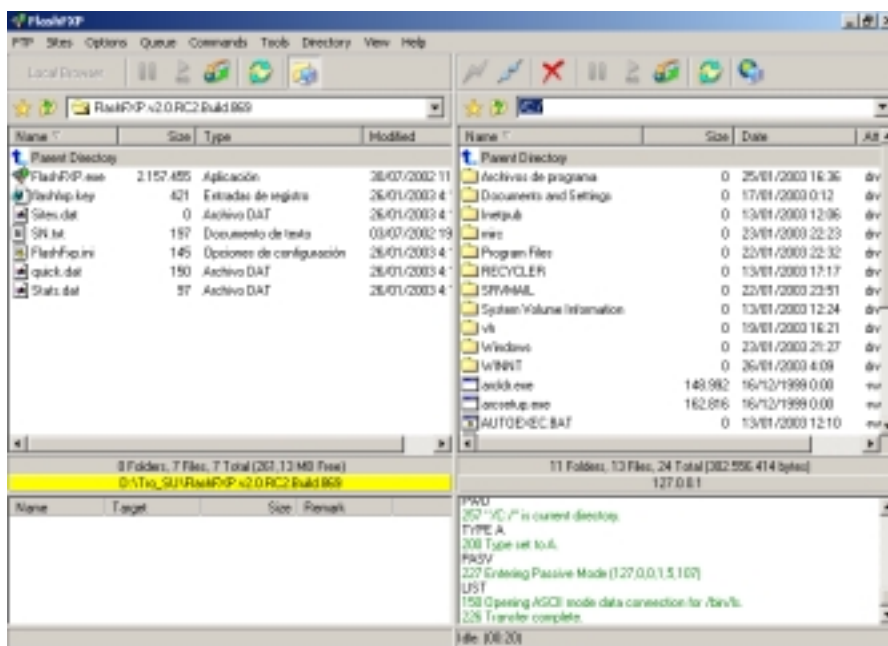 FlashFXP
FTP Sites Options Queue Commands Tools Directory View Help
Local Browser
FlashFXP v2.0 RC2 Build 869
Name Size Type Modified
Parent Directory
FlashFXP.exe 2.157.455 Aplicación 30/07/2002 11
flashfxp.key 421 Entradas de registro 26/01/2003 4:
Sites.dat 0 Archivo DAT 26/01/2003 4:
SN.txt 197 Documento de texto 03/07/2002 19
FlashFxp.ini 145 Opciones de configuración 26/01/2003 4:
quick.dat 150 Archivo DAT 26/01/2003 4:
Stats.dat 97 Archivo DAT 26/01/2003 4:
0 Folders, 7 Files, 7 Total (261,13 MB Free)
D:\Tro_SU\FlashFXP v2.0 RC2 Build 869
Name Target Size Remark
/C:/
Name Size Date Att
Parent Directory
Archivos de programa 0 25/01/2003 16:36 drv
Documents and Settings 0 17/01/2003 0:12 drv
Inetpub 0 13/01/2003 12:06 drv
mirc 0 23/01/2003 22:23 drv
Program Files 0 22/01/2003 22:32 drv
RECYCLER 0 13/01/2003 17:17 drv
SRVMAIL 0 22/01/2003 23:51 drv
System Volume Information 0 13/01/2003 12:24 drv
0 19/01/2003 16:21 drv
Windows 0 23/01/2003 21:27 drv
WINNT 0 26/01/2003 4:09 drv
arcldr.exe 148.992 16/12/1999 0:00
arcsetup.exe 162.816 16/12/1999 0:00
AUTOEXEC.BAT 0 13/01/2003 12:10
11 Folders, 13 Files, 24 Total (302.556.414 bytes)
127.0.0.1
PWD
257 "/C:/" is current directory.
TYPE A
200 Type set to A.
PASV
227 Entering Passive Mode (127,0,0,1,5,107)
LIST
150 Opening ASCII mode data connection for /bin/ls.
226 Transfer complete.
Idle. (00:20)